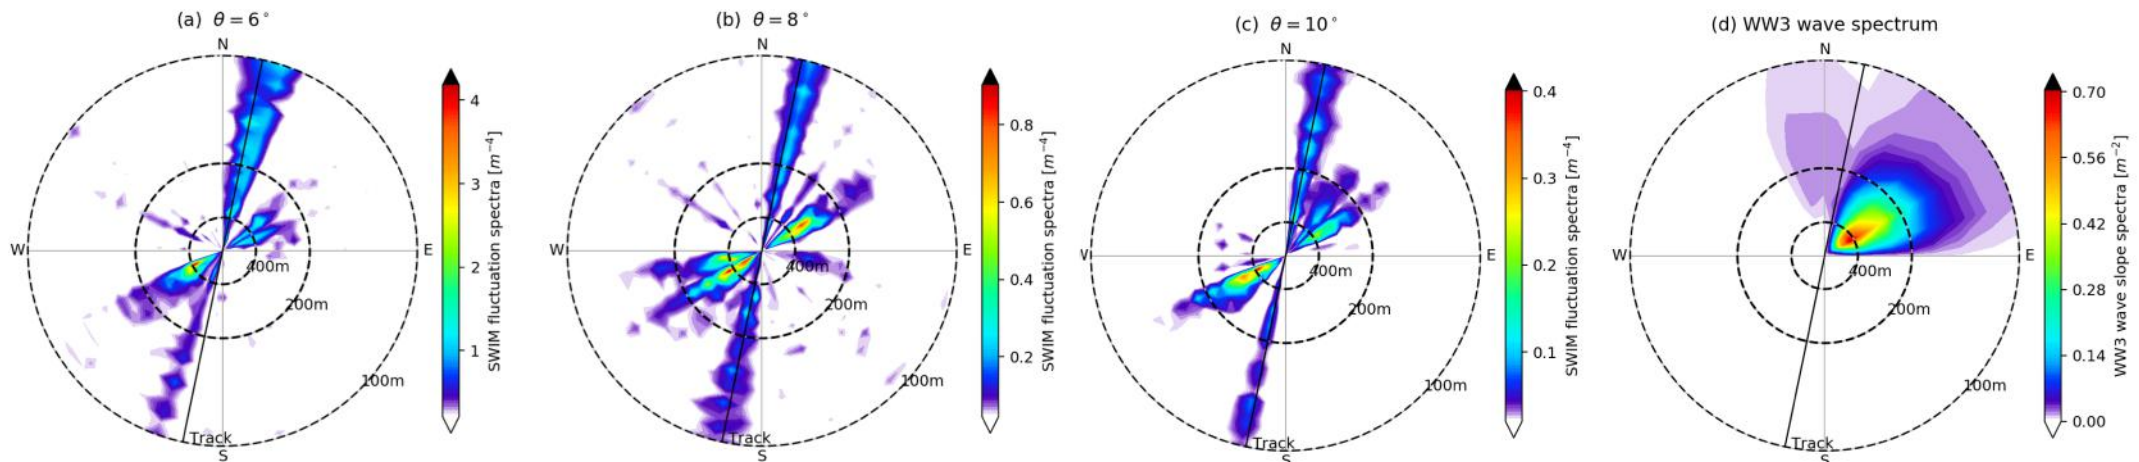 (a) θ = 6°
N
W
E
400m
200m
100m
Track
S
4
3
2
1
SWIM fluctuation spectra [m⁻⁴]
(b) θ = 8°
N
W
E
400m
200m
100m
Track
S
0.8
0.6
0.4
0.2
SWIM fluctuation spectra [m⁻⁴]
(c) θ = 10°
N
E
400m
200m
100m
Track
S
0.4
0.3
0.2
0.1
SWIM fluctuation spectra [m⁻⁴]
(d) WW3 wave spectrum
N
W
E
400m
200m
100m
Track
S
0.70
0.56
0.42
0.28
0.14
0.00
WW3 wave slope spectra [m⁻²]